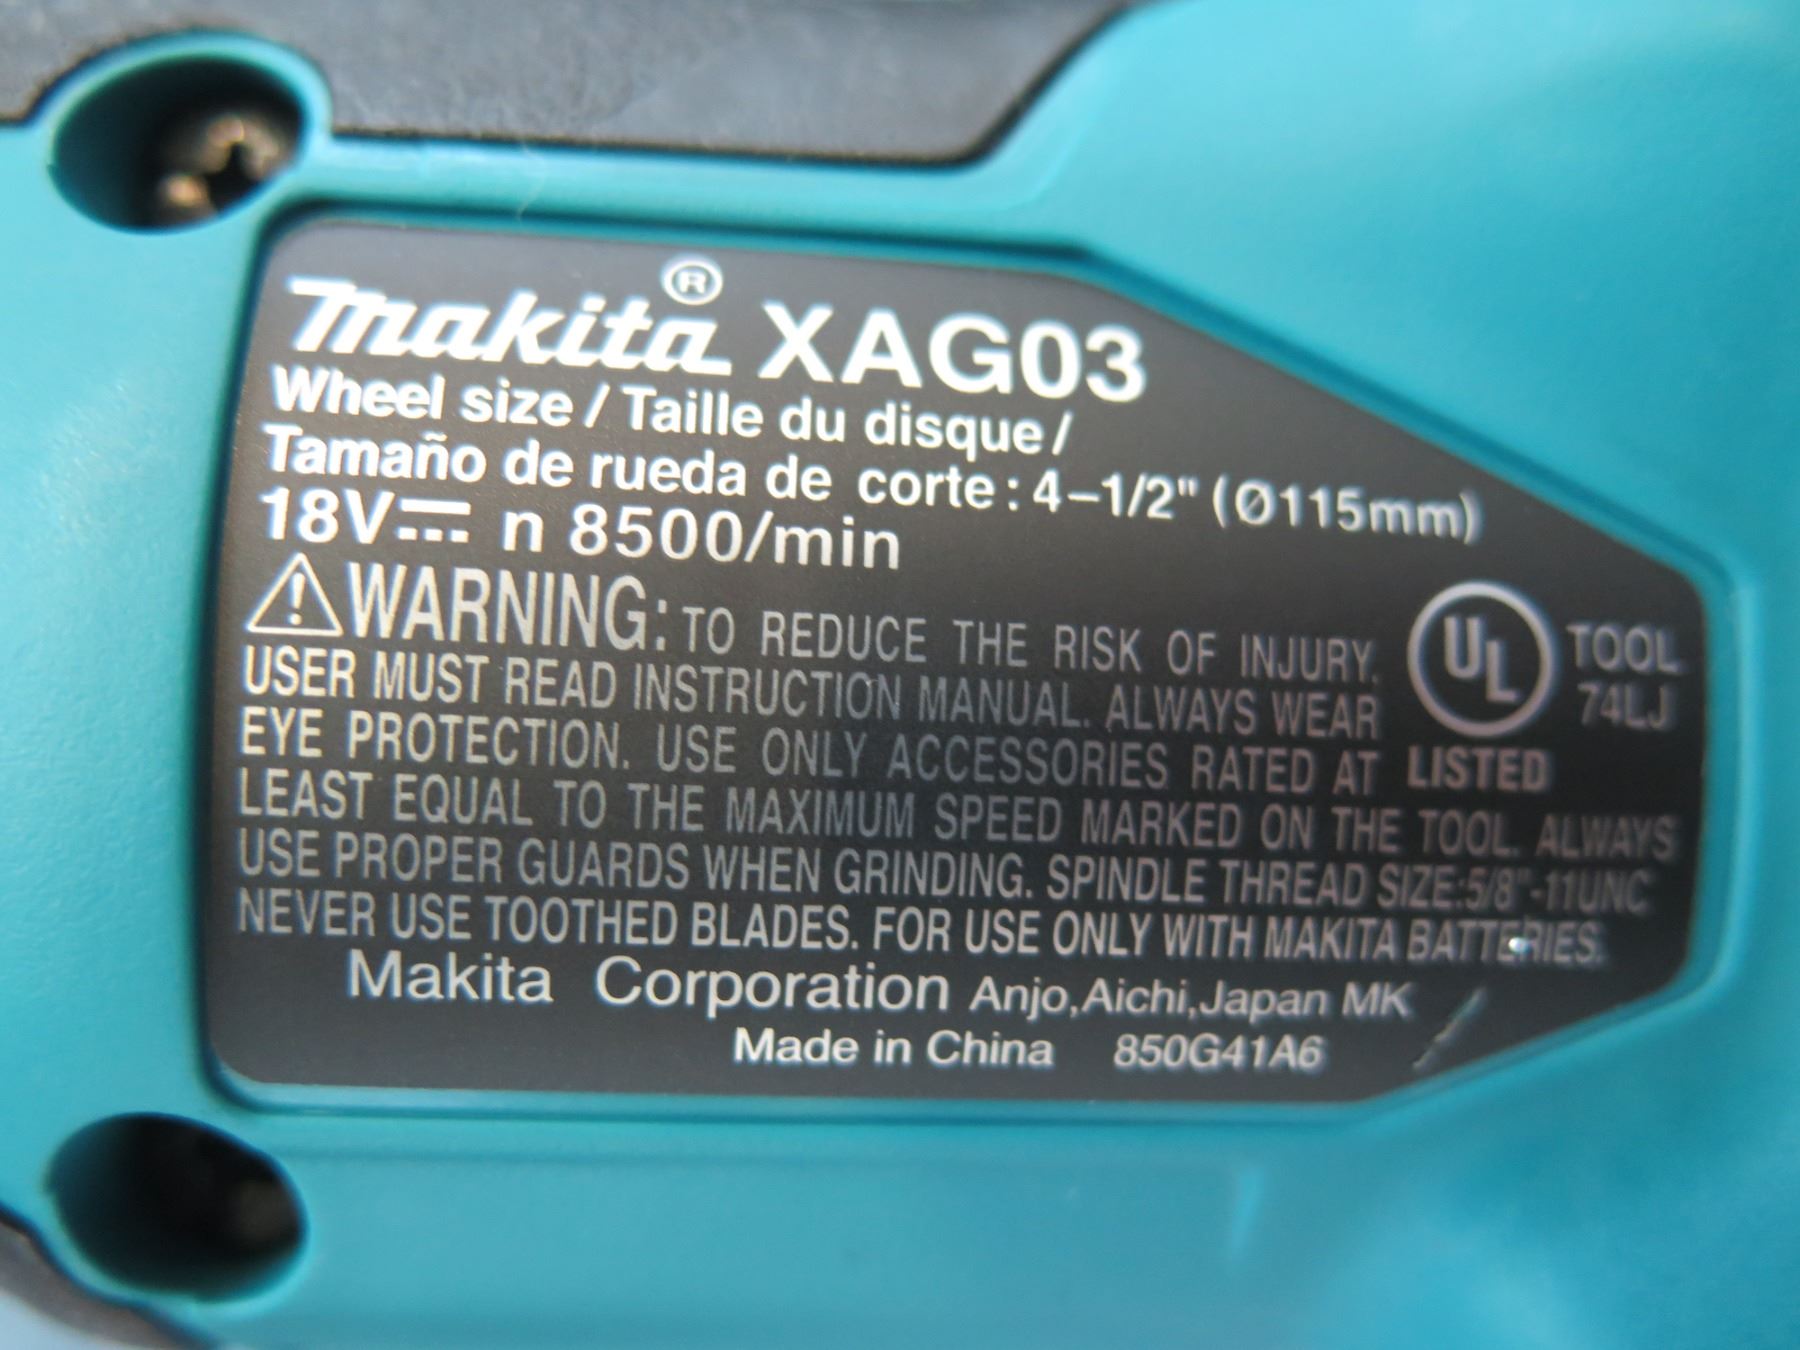 makita® XAG03
Wheel size / Taille du disque /
Tamaño de rueda de corte : 4–1/2" (Ø115mm)
18V⎓ n 8500/min
⚠WARNING: TO REDUCE THE RISK OF INJURY.
USER MUST READ INSTRUCTION MANUAL. ALWAYS WEAR
EYE PROTECTION. USE ONLY ACCESSORIES RATED AT
LEAST EQUAL TO THE MAXIMUM SPEED MARKED ON THE TOOL. ALWAYS
USE PROPER GUARDS WHEN GRINDING. SPINDLE THREAD SIZE:5/8"-11UNC
NEVER USE TOOTHED BLADES. FOR USE ONLY WITH MAKITA BATTERIES.
UL TOOL
74LJ
LISTED
Makita Corporation Anjo,Aichi,Japan MK
Made in China 850G41A6